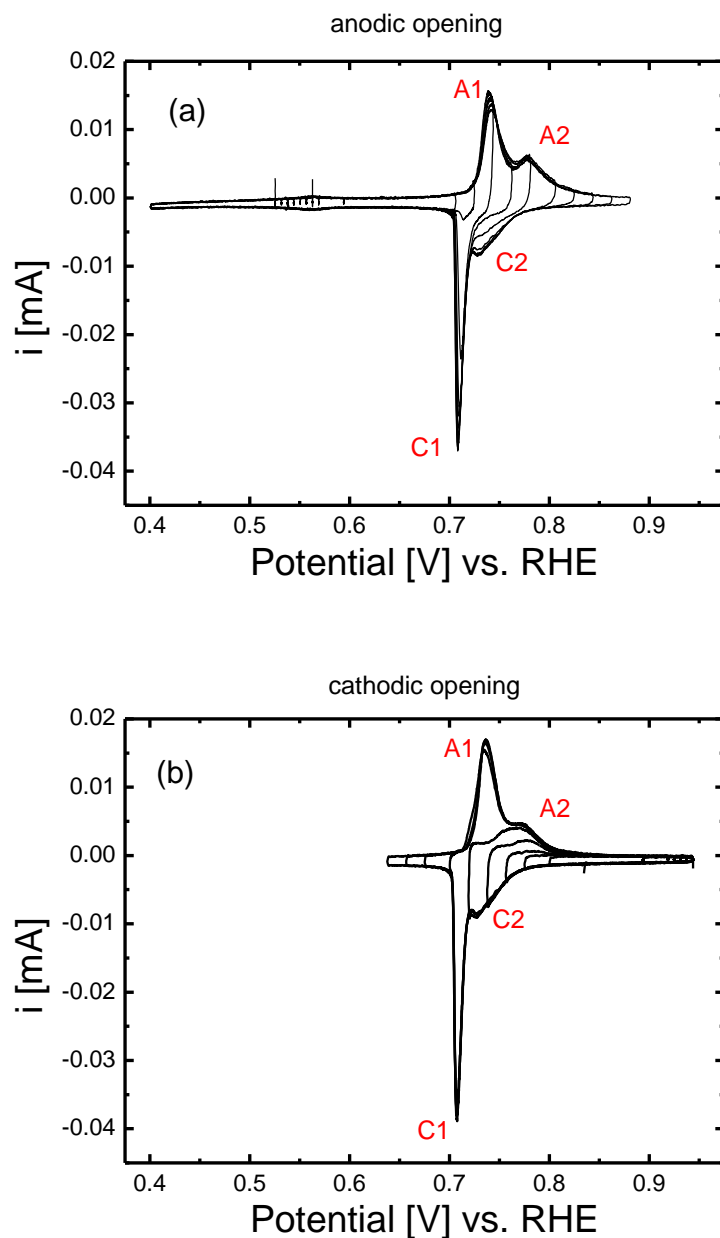 anodic opening
0.02
(a)
A1
A2
0.01
0.00
-0.01
C2
-0.02
-0.03
C1
-0.04
i [mA]
0.4 0.5 0.6 0.7 0.8 0.9
Potential [V] vs. RHE
cathodic opening
0.02
A1
(b)
0.01
A2
0.00
-0.01
C2
-0.02
-0.03
-0.04
C1
i [mA]
0.4 0.5 0.6 0.7 0.8 0.9
Potential [V] vs. RHE